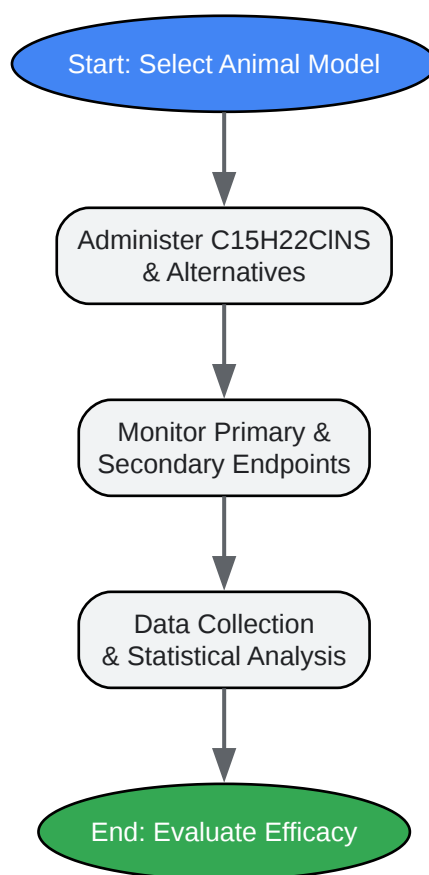 Start: Select Animal Model
Administer C15H22ClNS
& Alternatives
Monitor Primary &
Secondary Endpoints
Data Collection
& Statistical Analysis
End: Evaluate Efficacy